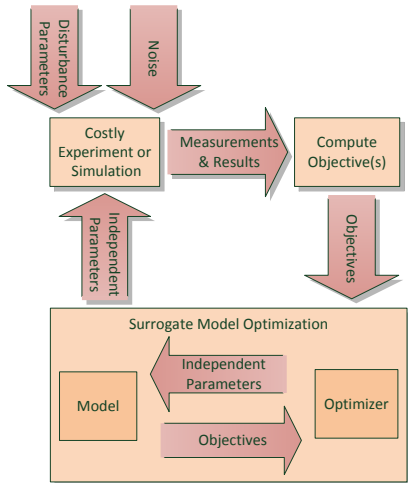 Disturbance
Parameters
Noise
Costly
Experiment or
Simulation
Measurements
& Results
Compute
Objective(s)
Independent
Parameters
Objectives
Surrogate Model Optimization
Independent
Parameters
Model
Optimizer
Objectives